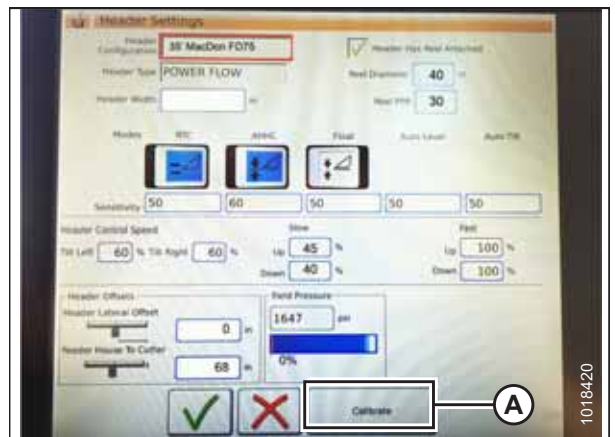 Header Settings
Header Configuration 35' MacDon FD75 Header Has Reel Attached
Header Type POWER FLOW Reel Diameter 40 in
Header Width in Reel PPR 30
Modes RTC AHHC Float Auto Level Auto Tilt
Sensitivity 50 60 50 50 50
Header Control Speed Slow Fast
Tilt Left 60 % Tilt Right 60 % Up 45 % Up 100 %
Down 40 % Down 100 %
Header Offsets Field Pressure
Header Lateral Offset 1647 psi
0 in
Header House To Cutter 0%
68 in
Calibrate
A
1018420